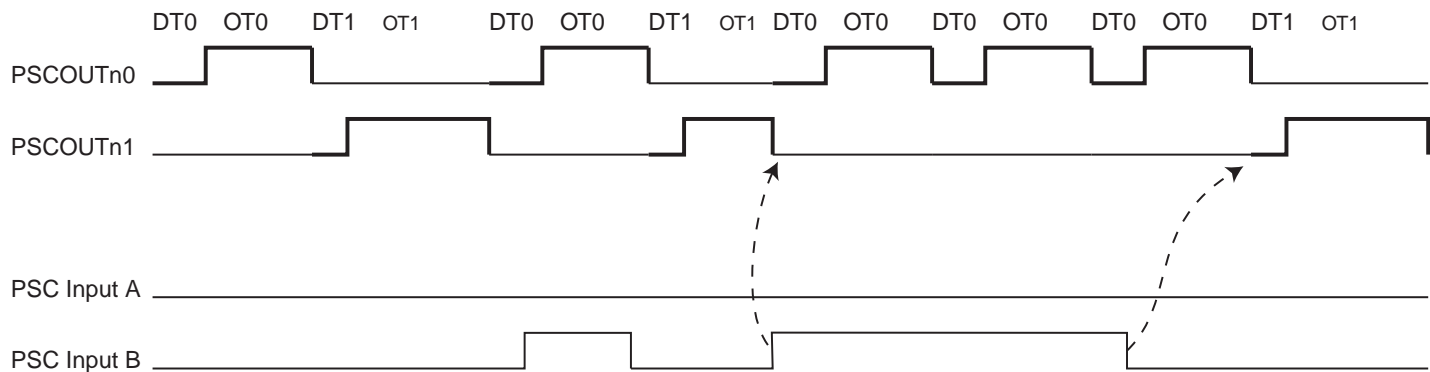 DT0 OT0 DT1 OT1 DT0 OT0 DT1 OT1 DT0 OT0 DT0 OT0 DT0 OT0 DT1 OT1
PSCOUTn0
PSCOUTn1
PSC Input A
PSC Input B